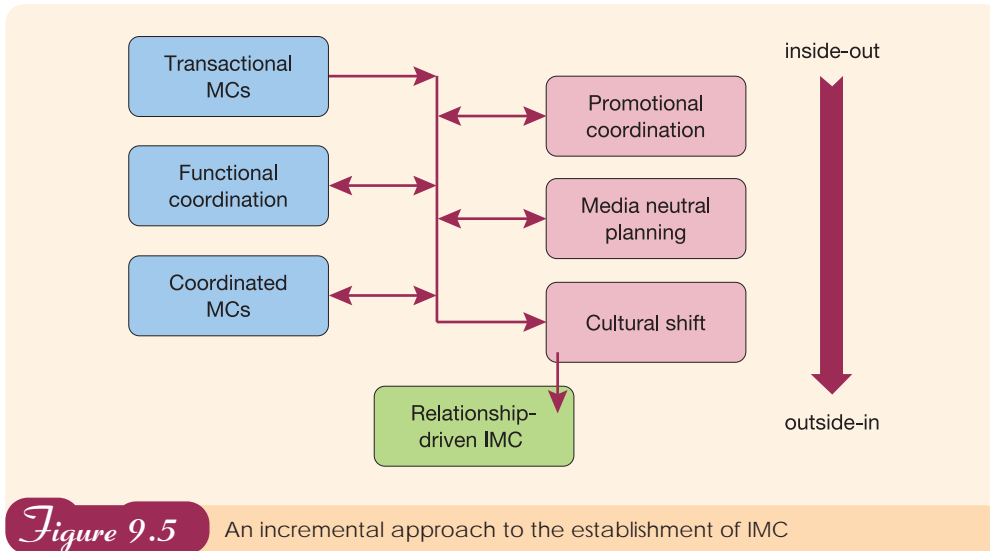 Transactional
MCs
inside-out
Promotional
coordination
Functional
coordination
Media neutral
planning
Coordinated
MCs
Cultural shift
Relationship-
driven IMC
outside-in
Figure 9.5 An incremental approach to the establishment of IMC